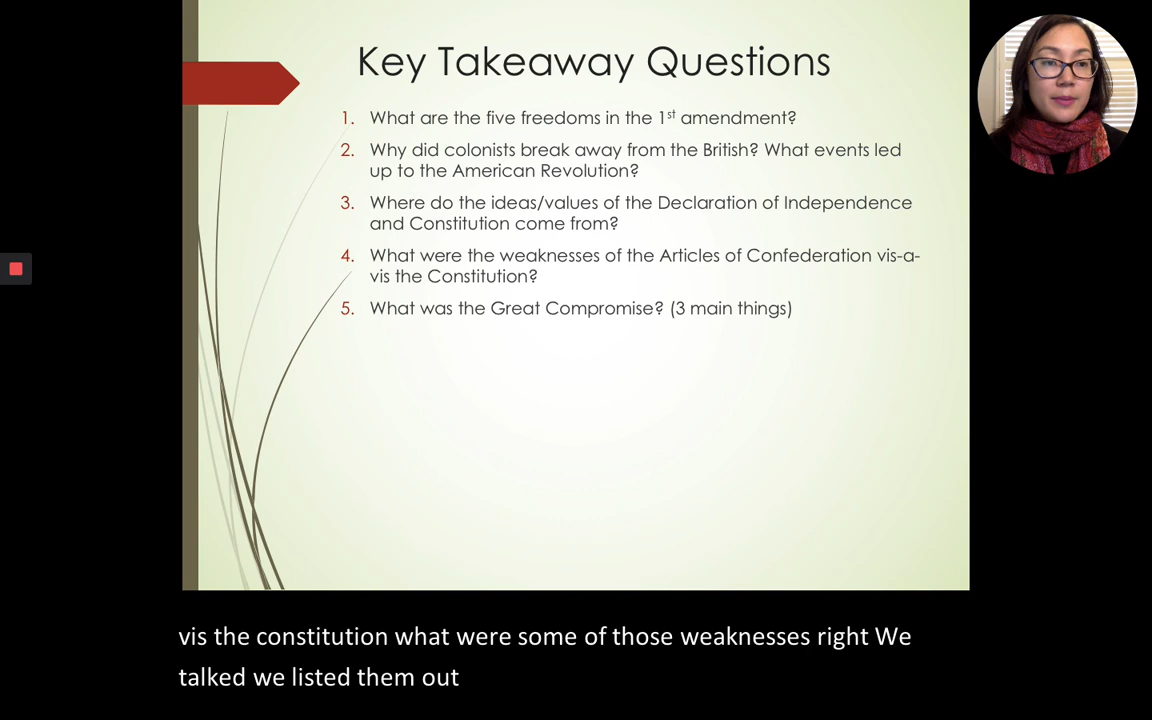 Key Takeaway Questions
1. What are the five freedoms in the 1st amendment?
2. Why did colonists break away from the British? What events led
up to the American Revolution?
3. Where do the ideas/values of the Declaration of Independence
and Constitution come from?
4. What were the weaknesses of the Articles of Confederation vis-a-
vis the Constitution?
5. What was the Great Compromise? (3 main things)
vis the constitution what were some of those weaknesses right We
talked we listed them out